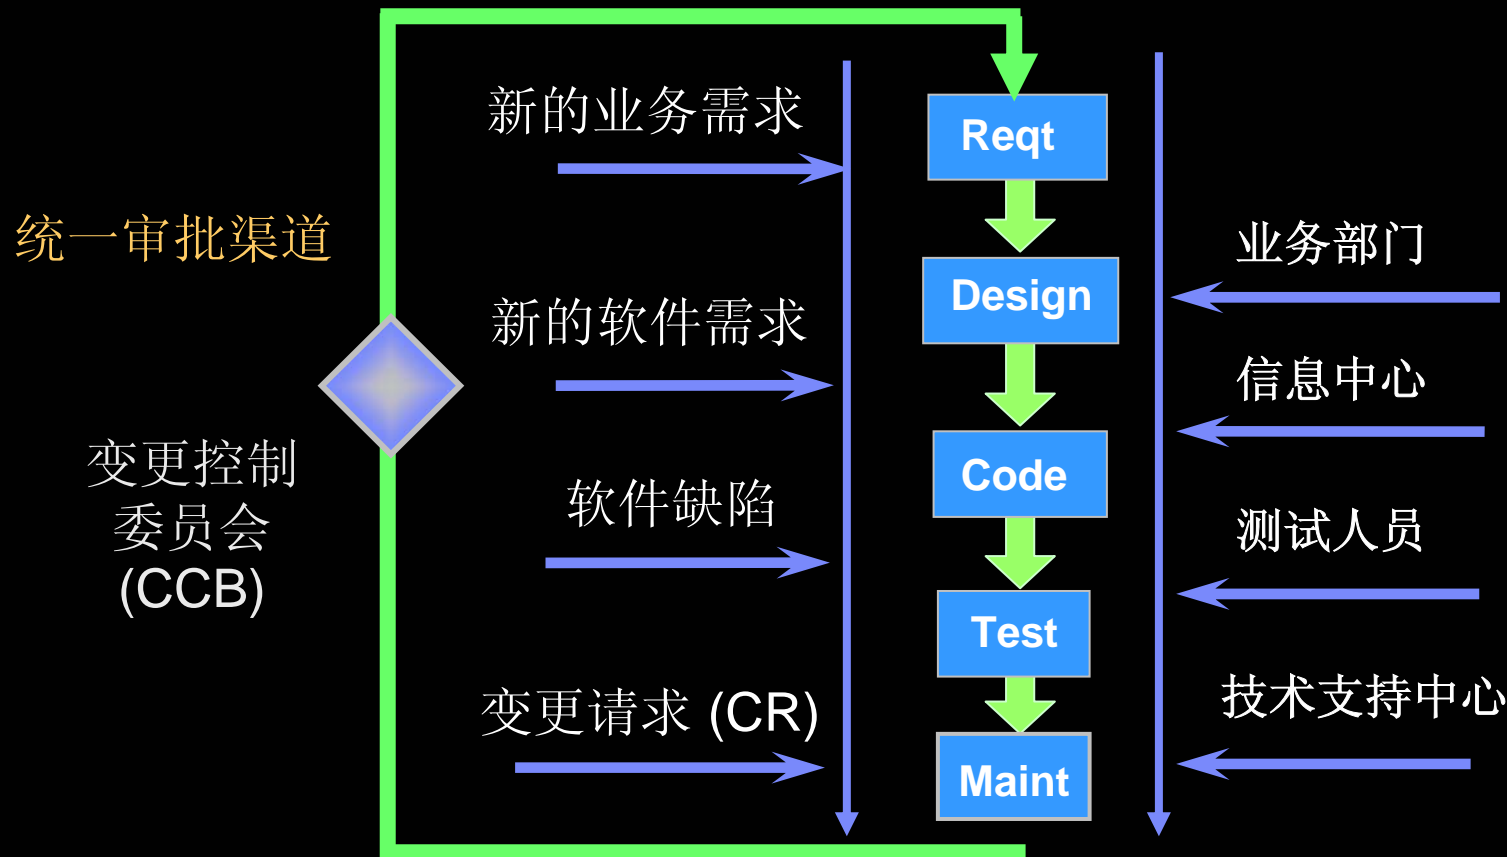 新的业务需求
Reqt
统一审批渠道
业务部门
Design
新的软件需求
信息中心
变更控制
委员会
(CCB)
Code
软件缺陷
测试人员
Test
变更请求 (CR)
技术支持中心
Maint